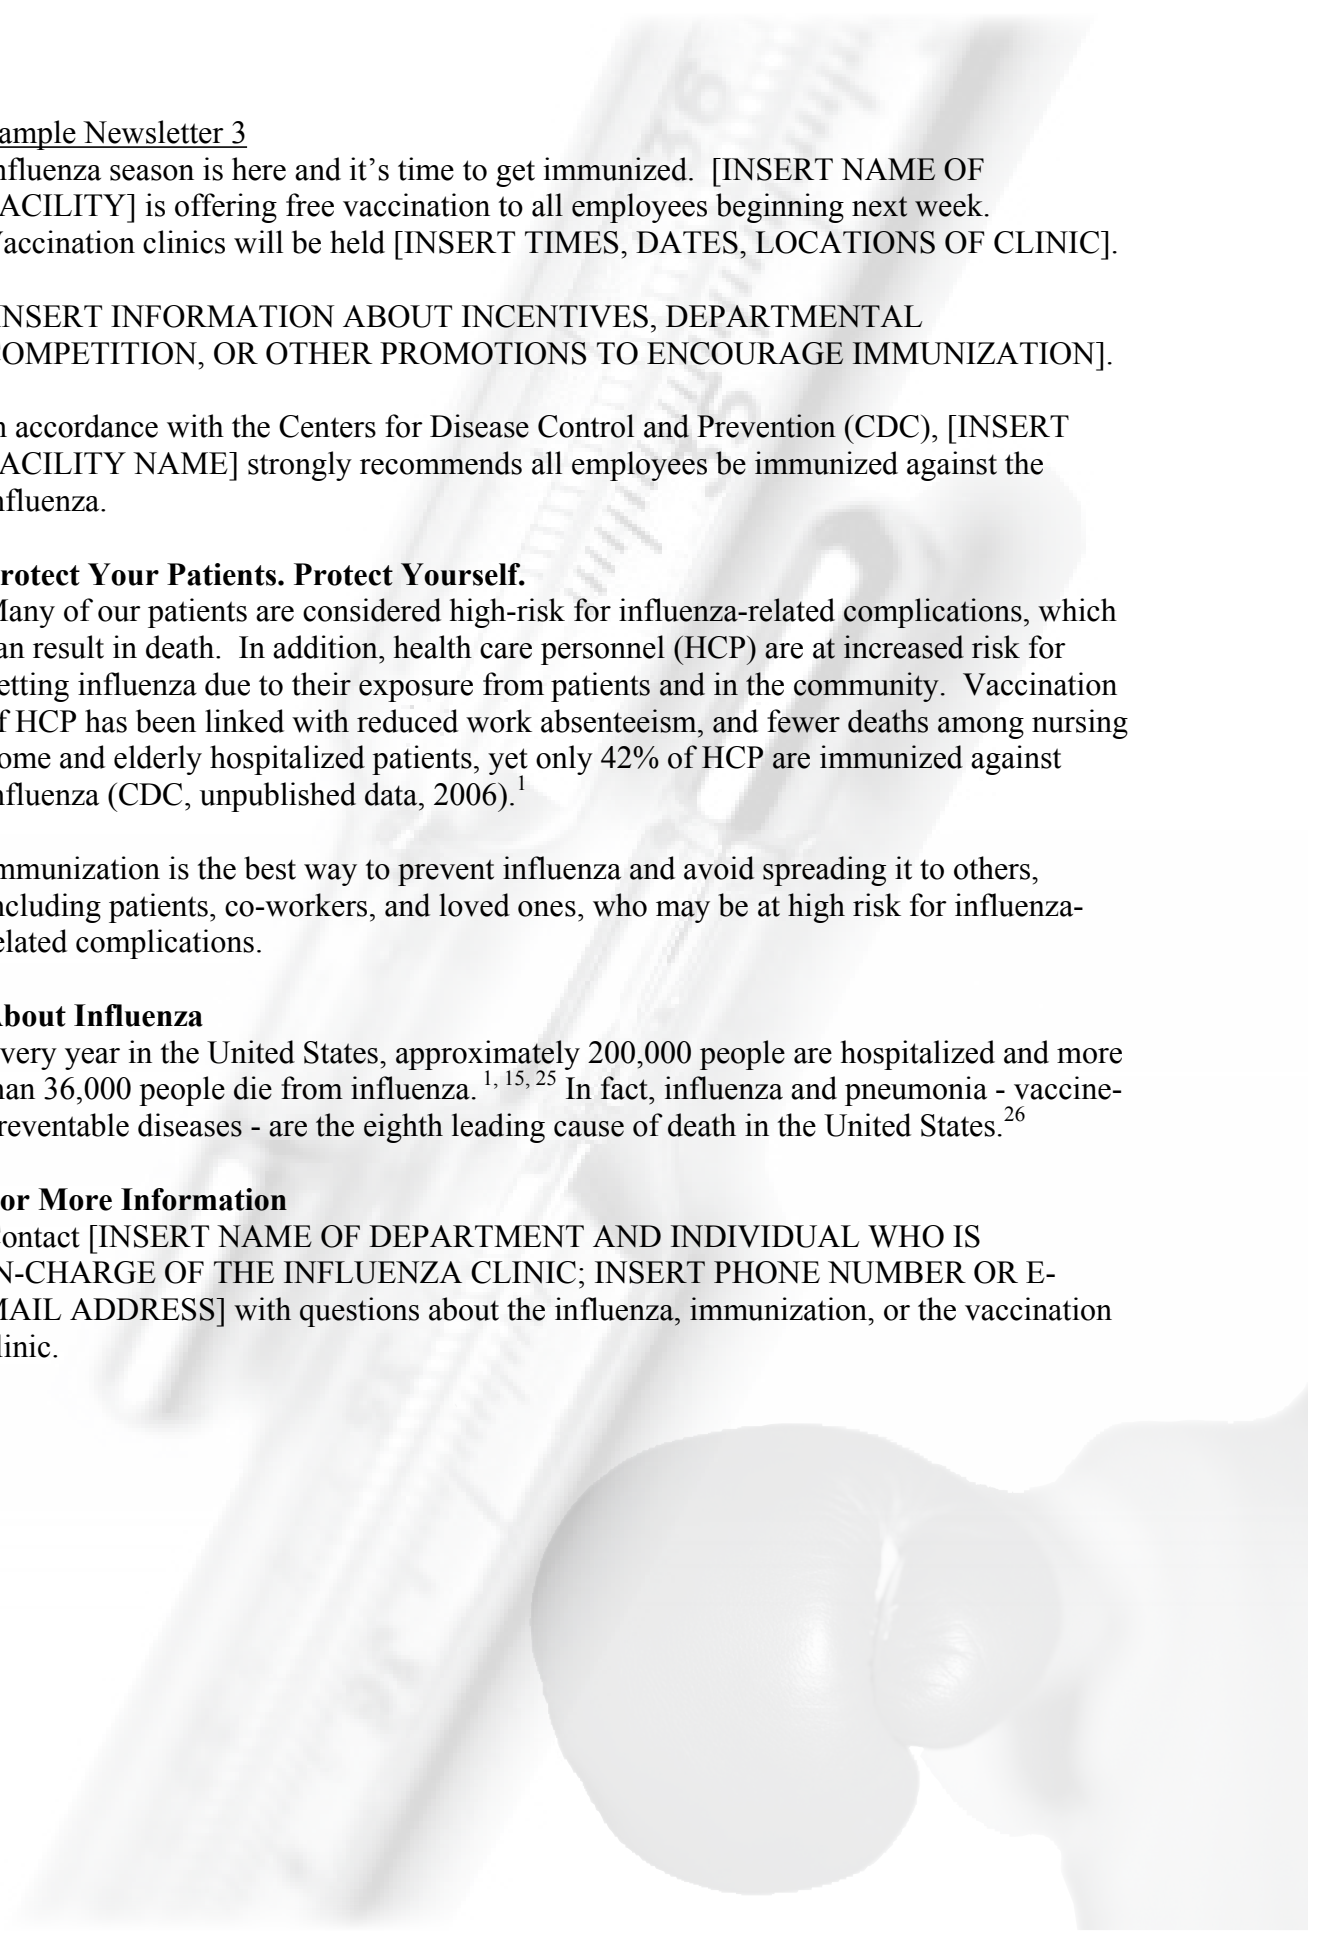 ample Newsletter 3
nfluenza season is here and it’s time to get immunized.  [INSERT NAME OF
ACILITY] is offering free vaccination to all employees beginning next week.
accination clinics will be held [INSERT TIMES, DATES, LOCATIONS OF CLINIC].
NSERT INFORMATION ABOUT INCENTIVES, DEPARTMENTAL
OMPETITION, OR OTHER PROMOTIONS TO ENCOURAGE IMMUNIZATION].
n accordance with the Centers for Disease Control and Prevention (CDC), [INSERT
ACILITY NAME] strongly recommends all employees be immunized against the
nfluenza.
rotect Your Patients. Protect Yourself.
Many of our patients are considered high-risk for influenza-related complications, which
an result in death.  In addition, health care personnel (HCP) are at increased risk for
etting influenza due to their exposure from patients and in the community.  Vaccination
f HCP has been linked with reduced work absenteeism, and fewer deaths among nursing
ome and elderly hospitalized patients, yet only 42% of HCP are immunized against
nfluenza (CDC, unpublished data, 2006).1
mmunization is the best way to prevent influenza and avoid spreading it to others,
ncluding patients, co-workers, and loved ones, who may be at high risk for influenza-
elated complications.
About Influenza
very year in the United States, approximately 200,000 people are hospitalized and more
han 36,000 people die from influenza. 1, 15, 25 In fact, influenza and pneumonia - vaccine-
reventable diseases - are the eighth leading cause of death in the United States.26
or More Information
ontact [INSERT NAME OF DEPARTMENT AND INDIVIDUAL WHO IS
N-CHARGE OF THE INFLUENZA CLINIC; INSERT PHONE NUMBER OR E-
MAIL ADDRESS] with questions about the influenza, immunization, or the vaccination
linic.